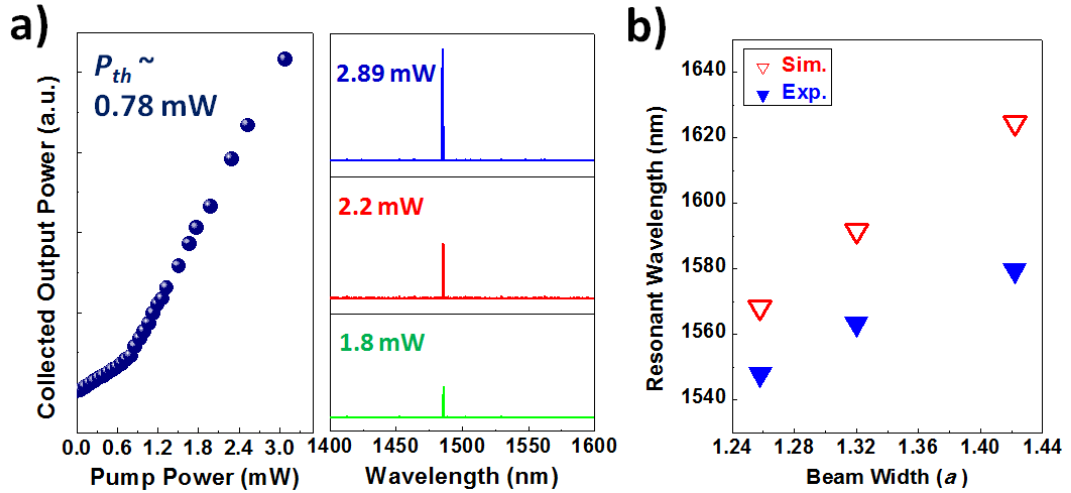 a)
P_th ~
0.78 mW
Collected Output Power (a.u.)
0.0 0.6 1.2 1.8 2.4 3.0
Pump Power (mW)
2.89 mW
2.2 mW
1.8 mW
1400 1450 1500 1550 1600
Wavelength (nm)
b)
Sim.
Exp.
Resonant Wavelength (nm)
1640
1620
1600
1580
1560
1540
1.24 1.28 1.32 1.36 1.40 1.44
Beam Width (a)